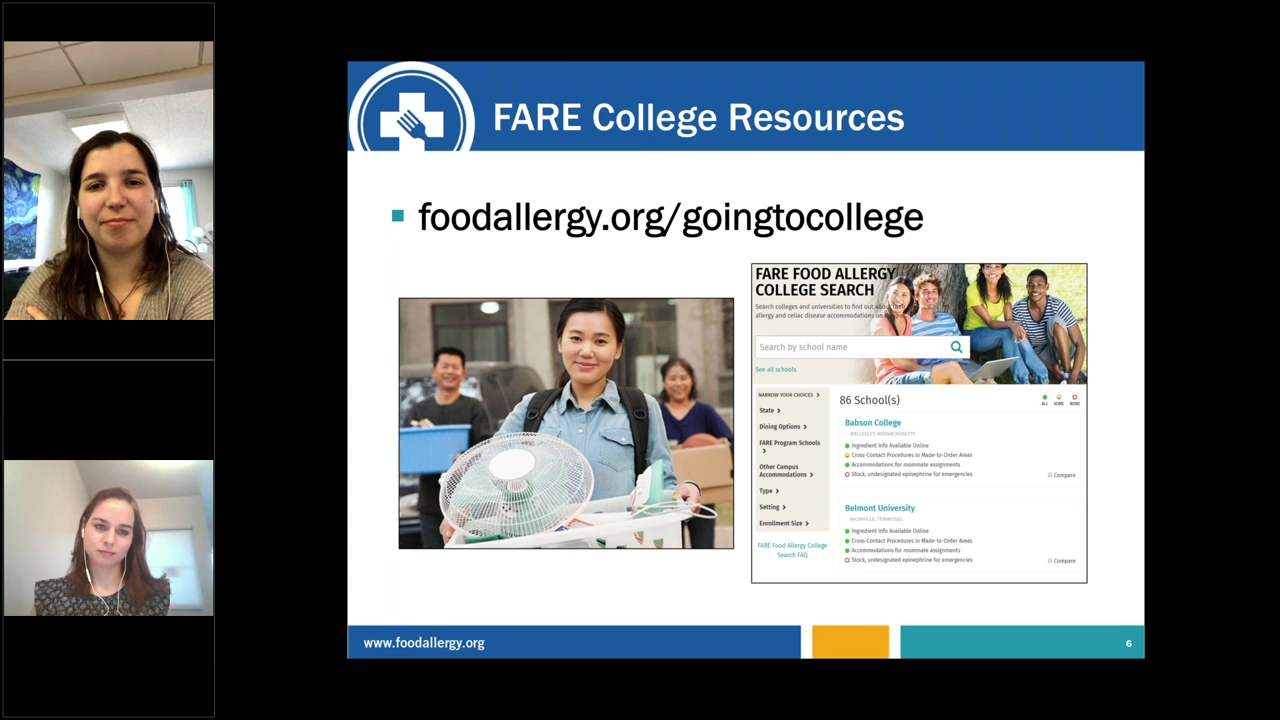 FARE College Resources
foodallergy.org/goingtocollege
FARE FOOD ALLERGY
COLLEGE SEARCH
Search colleges and universities to find out about their
allergy and celiac disease accommodations on
Search by school name
See all schools
NARROW YOUR CHOICES
State
Dining Options
FARE Program Schools
Other Campus
Accommodations
Type
Setting
Enrollment Size
FARE Food Allergy College
Search FAQ
86 School(s)
ALL SOME NONE
Babson College
WELLESLEY, MASSACHUSETTS
Ingredient Info Available Online
Cross-Contact Procedures in Made-to-Order Areas
Accommodations for roommate assignments
Stock, undesignated epinephrine for emergencies
Compare
Belmont University
NASHVILLE, TENNESSEE
Ingredient Info Available Online
Cross-Contact Procedures in Made-to-Order Areas
Accommodations for roommate assignments
Stock, undesignated epinephrine for emergencies
Compare
www.foodallergy.org
6